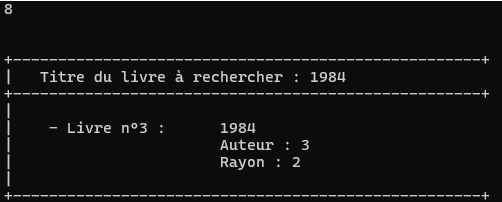 8
Titre du livre à rechercher : 1984
- Livre n°3 : 1984
Auteur : 3
Rayon : 2